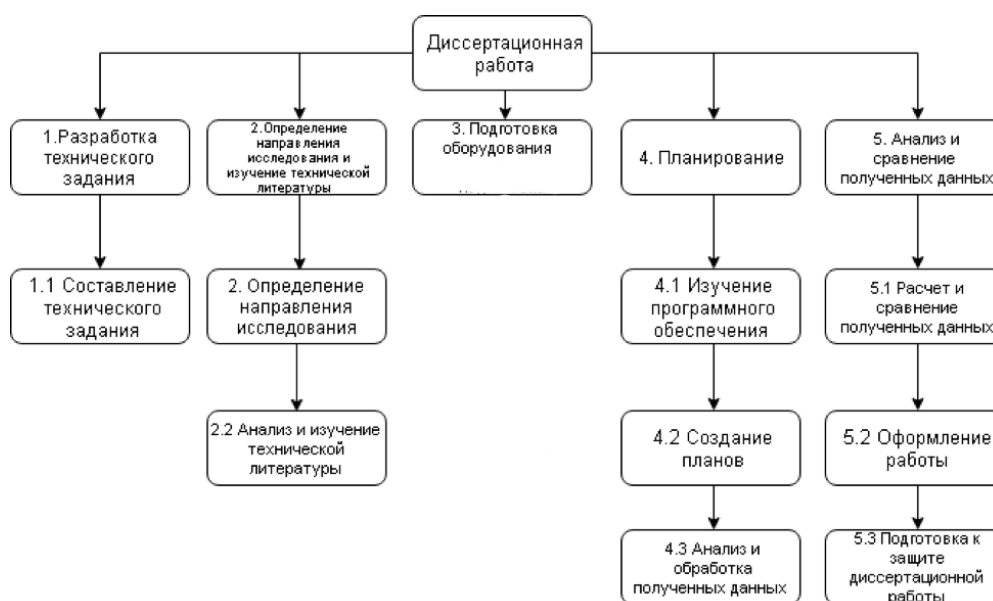 Диссертационная
работа
1.Разработка
технического
задания
2. Определение
направления
исследования и
изучение технической
литературы
3. Подготовка
оборудования
4. Планирование
5. Анализ и
сравнение
полученных данных
1.1 Составление
технического
задания
2. Определение
направления
исследования
4.1 Изучение
программного
обеспечения
5.1 Расчет и
сравнение
полученных данных
2.2 Анализ и изучение
технической
литературы
4.2 Создание
планов
5.2 Оформление
работы
4.3 Анализ и
обработка
полученных данных
5.3 Подготовка к
защите
диссертационной
работы